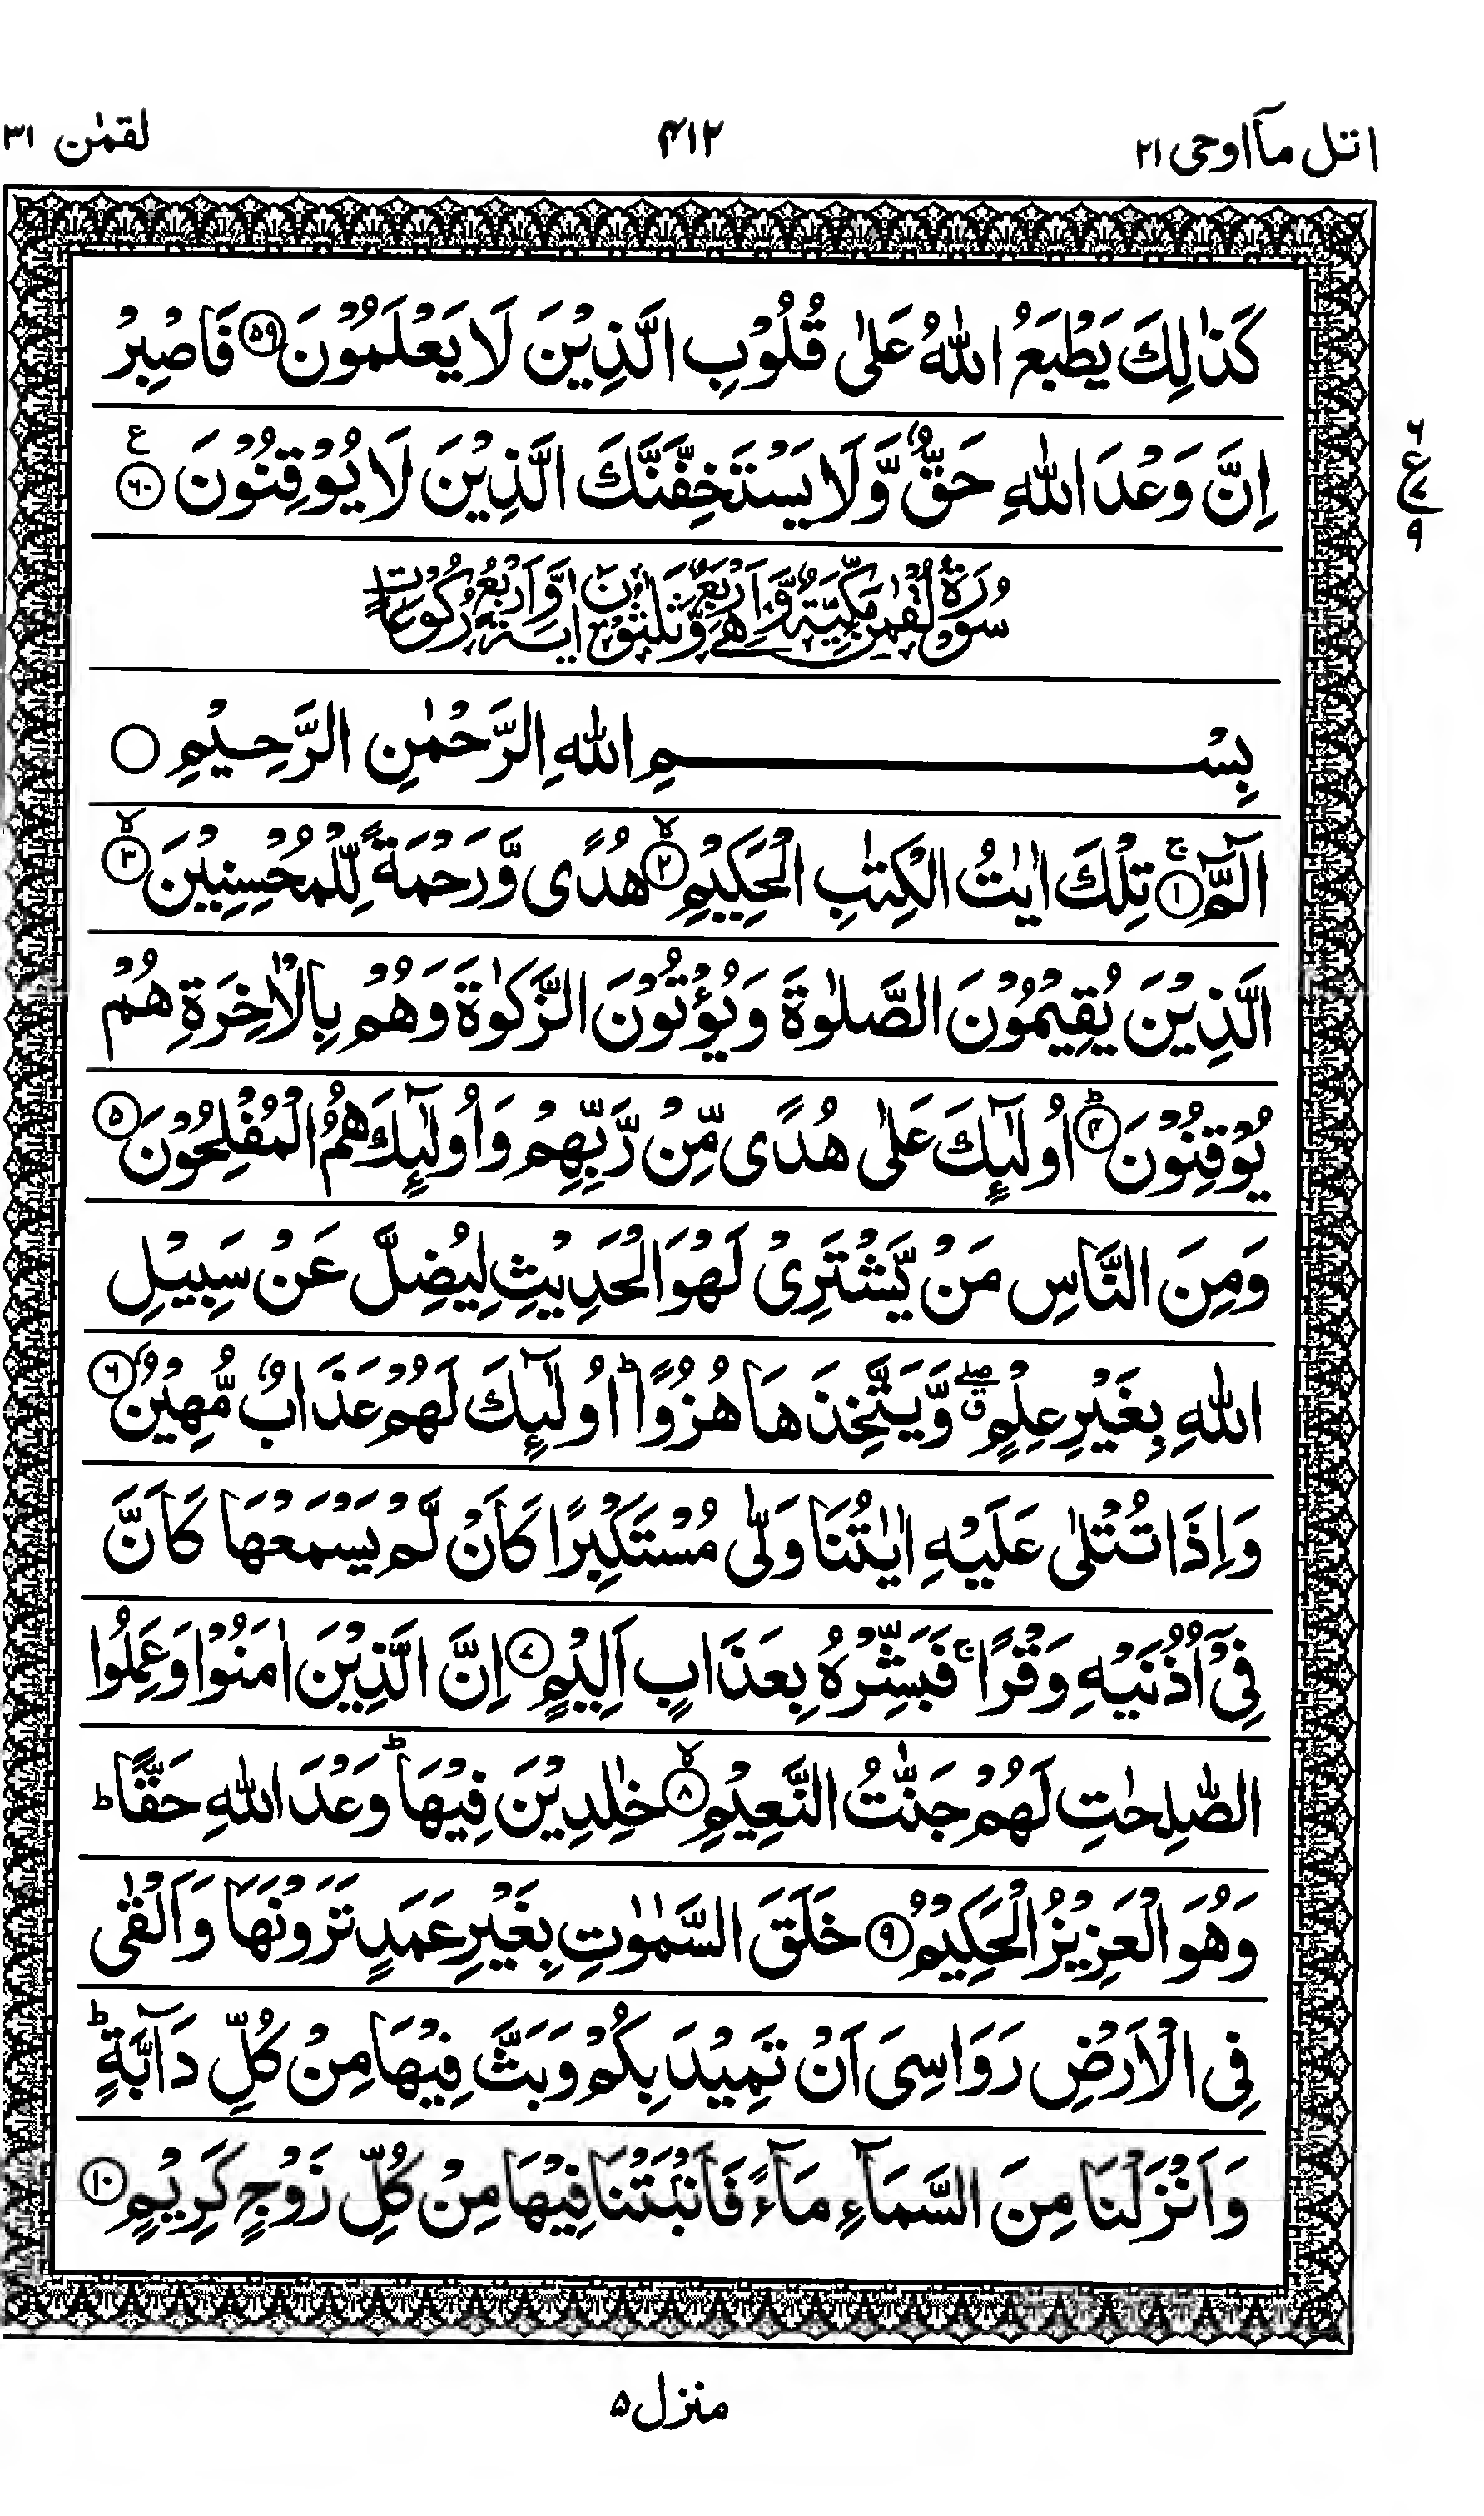 اتل مآاوحی ۲۱
۴۱۲
لقمٰن ۳۱
كَذٰلِكَ يَطْبَعُ اللّٰهُ عَلٰى قُلُوْبِ الَّذِيْنَ لَا يَعْلَمُوْنَ ﴿۵۹﴾ فَاصْبِرْ
اِنَّ وَعْدَ اللّٰهِ حَقٌّ وَّلَا يَسْتَخِفَّنَّكَ الَّذِيْنَ لَا يُوْقِنُوْنَ ﴿۶۰﴾ ع
۶
ع ۷
۹
سُوْرَةُ لُقْمٰنَ مَكِّيَّةٌ وَّهِيَ اَرْبَعٌ وَّثَلٰثُوْنَ اٰيَةً وَّاَرْبَعُ رُكُوْعَاتٍ
بِسْمِ اللّٰهِ الرَّحْمٰنِ الرَّحِيْمِ ○
الٓمّٓ ۚ﴿۱﴾ تِلْكَ اٰيٰتُ الْكِتٰبِ الْحَكِيْمِ ۙ﴿۲﴾ هُدًى وَّرَحْمَةً لِّلْمُحْسِنِيْنَ ۙ﴿۳﴾
الَّذِيْنَ يُقِيْمُوْنَ الصَّلٰوةَ وَيُؤْتُوْنَ الزَّكٰوةَ وَهُمْ بِالْاٰخِرَةِ هُمْ
يُوْقِنُوْنَ ؕ﴿۴﴾ اُولٰٓئِكَ عَلٰى هُدًى مِّنْ رَّبِّهِمْ وَاُولٰٓئِكَ هُمُ الْمُفْلِحُوْنَ ﴿۵﴾
وَمِنَ النَّاسِ مَنْ يَّشْتَرِيْ لَهْوَ الْحَدِيْثِ لِيُضِلَّ عَنْ سَبِيْلِ
اللّٰهِ بِغَيْرِ عِلْمٍ ۖۗ وَّيَتَّخِذَهَا هُزُوًا ؕ اُولٰٓئِكَ لَهُمْ عَذَابٌ مُّهِيْنٌ ﴿۶﴾
وَاِذَا تُتْلٰى عَلَيْهِ اٰيٰتُنَا وَلّٰى مُسْتَكْبِرًا كَاَنْ لَّمْ يَسْمَعْهَا كَاَنَّ
فِيْٓ اُذُنَيْهِ وَقْرًا ۚ فَبَشِّرْهُ بِعَذَابٍ اَلِيْمٍ ﴿۷﴾ اِنَّ الَّذِيْنَ اٰمَنُوْا وَعَمِلُوا
الصّٰلِحٰتِ لَهُمْ جَنّٰتُ النَّعِيْمِ ۙ﴿۸﴾ خٰلِدِيْنَ فِيْهَا ؕ وَعْدَ اللّٰهِ حَقًّا ؕ
وَهُوَ الْعَزِيْزُ الْحَكِيْمُ ﴿۹﴾ خَلَقَ السَّمٰوٰتِ بِغَيْرِ عَمَدٍ تَرَوْنَهَا وَاَلْقٰى
فِى الْاَرْضِ رَوَاسِىَ اَنْ تَمِيْدَ بِكُمْ وَبَثَّ فِيْهَا مِنْ كُلِّ دَآبَّةٍ ؕ
وَاَنْزَلْنَا مِنَ السَّمَآءِ مَآءً فَاَنْۢبَتْنَا فِيْهَا مِنْ كُلِّ زَوْجٍ كَرِيْمٍ ﴿۱۰﴾
منزل ۵